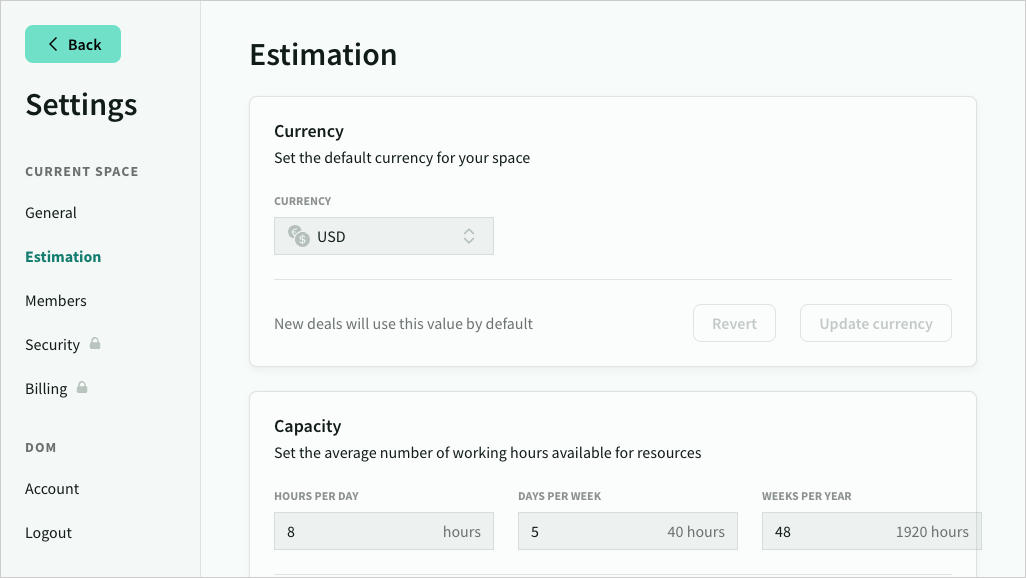 Back
Settings
CURRENT SPACE
General
Estimation
Members
Security
Billing
DOM
Account
Logout
Estimation
Currency
Set the default currency for your space
CURRENCY
USD
New deals will use this value by default
Revert
Update currency
Capacity
Set the average number of working hours available for resources
HOURS PER DAY
8 hours
DAYS PER WEEK
5 40 hours
WEEKS PER YEAR
48 1920 hours